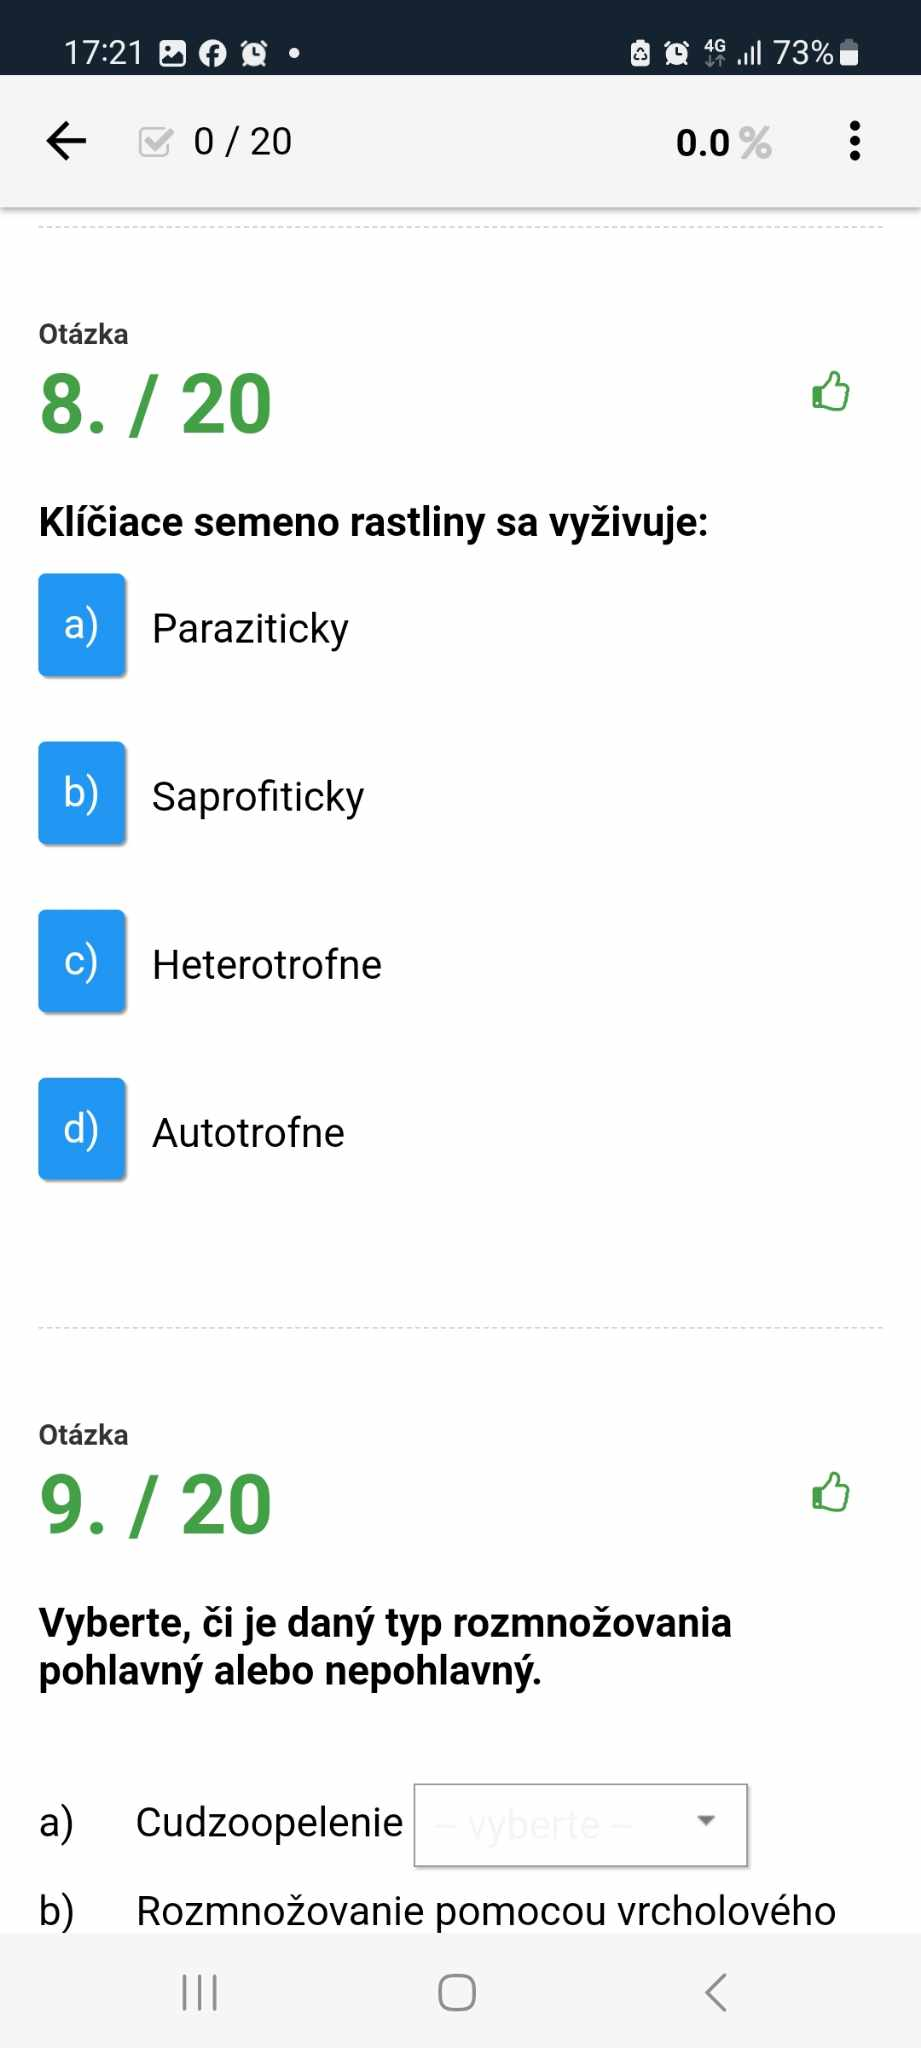 17:21
4G
73%
0 / 20
0.0 %
Otázka
8. / 20
Klíčiace semeno rastliny sa vyživuje:
a) Paraziticky
b) Saprofiticky
c) Heterotrofne
d) Autotrofne
Otázka
9. / 20
Vyberte, či je daný typ rozmnožovania
pohlavný alebo nepohlavný.
a) Cudzoopelenie – vyberte –
b) Rozmnožovanie pomocou vrcholového